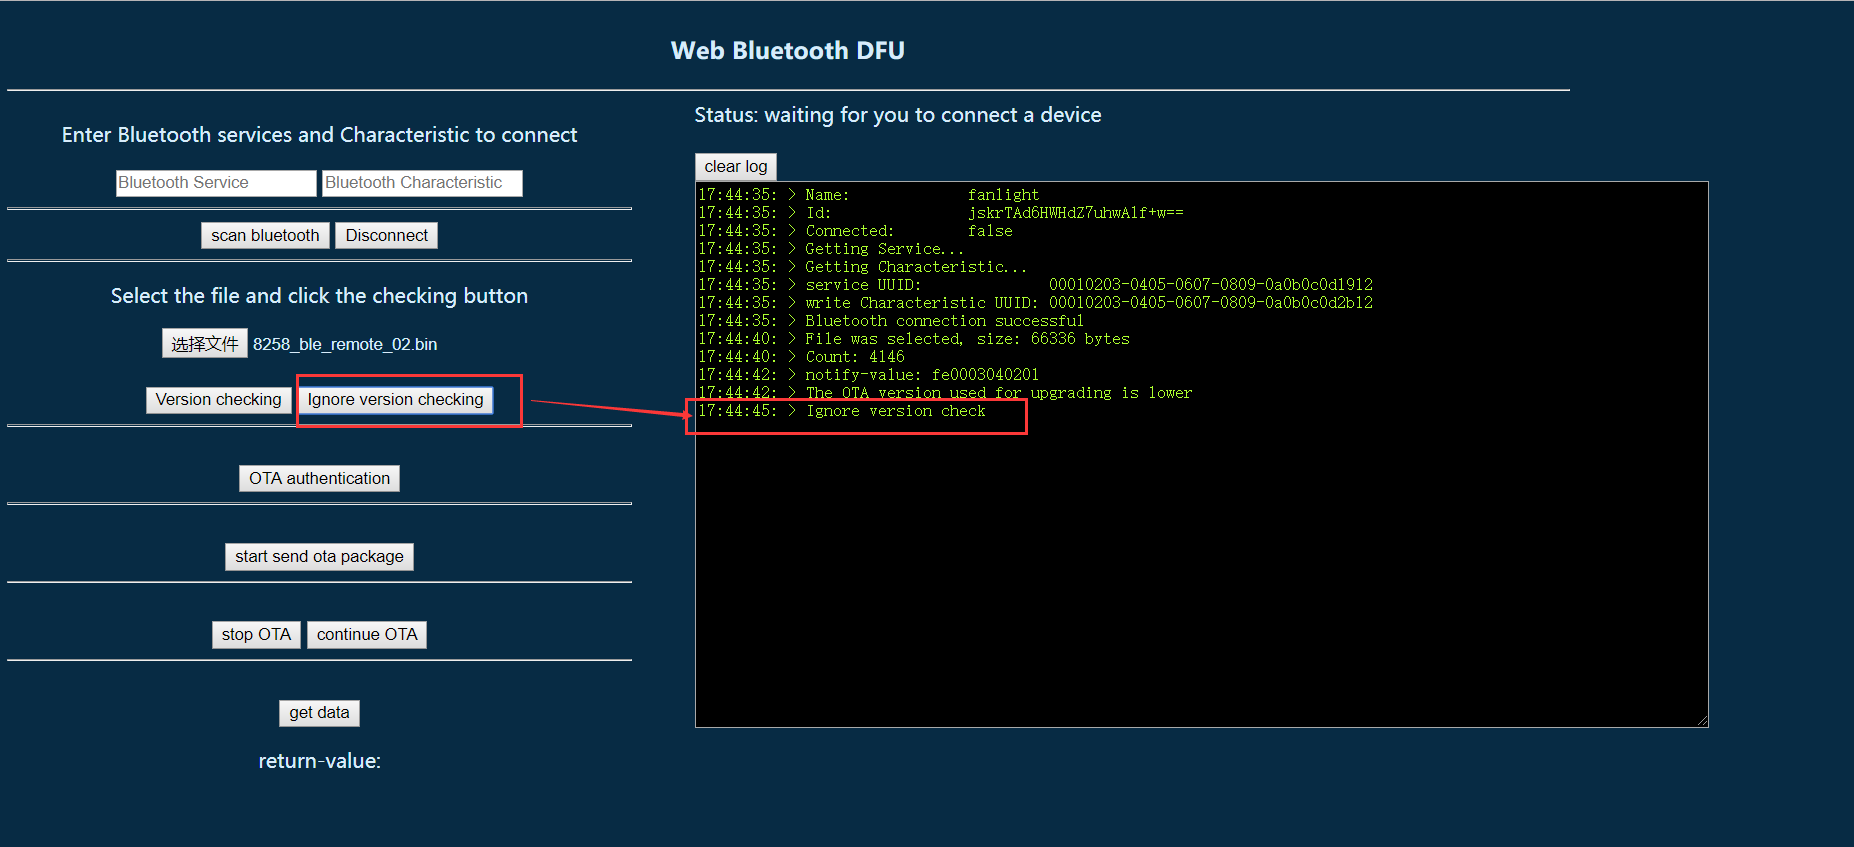 Web Bluetooth DFU
Enter Bluetooth services and Characteristic to connect
Bluetooth Service Bluetooth Characteristic
scan bluetooth Disconnect
Select the file and click the checking button
选择文件 8258_ble_remote_02.bin
Version checking Ignore version checking
OTA authentication
start send ota package
stop OTA continue OTA
get data
return-value:
Status: waiting for you to connect a device
clear log
17:44:35: > Name: fanlight
17:44:35: > Id: jskrTAd6HWHdZ7uhwAlf+w==
17:44:35: > Connected: false
17:44:35: > Getting Service...
17:44:35: > Getting Characteristic...
17:44:35: > service UUID: 00010203-0405-0607-0809-0a0b0c0d1912
17:44:35: > write Characteristic UUID: 00010203-0405-0607-0809-0a0b0c0d2b12
17:44:35: > Bluetooth connection successful
17:44:40: > File was selected, size: 66336 bytes
17:44:40: > Count: 4146
17:44:42: > notify-value: fe0003040201
17:44:42: > The OTA version used for upgrading is lower
17:44:45: > Ignore version check